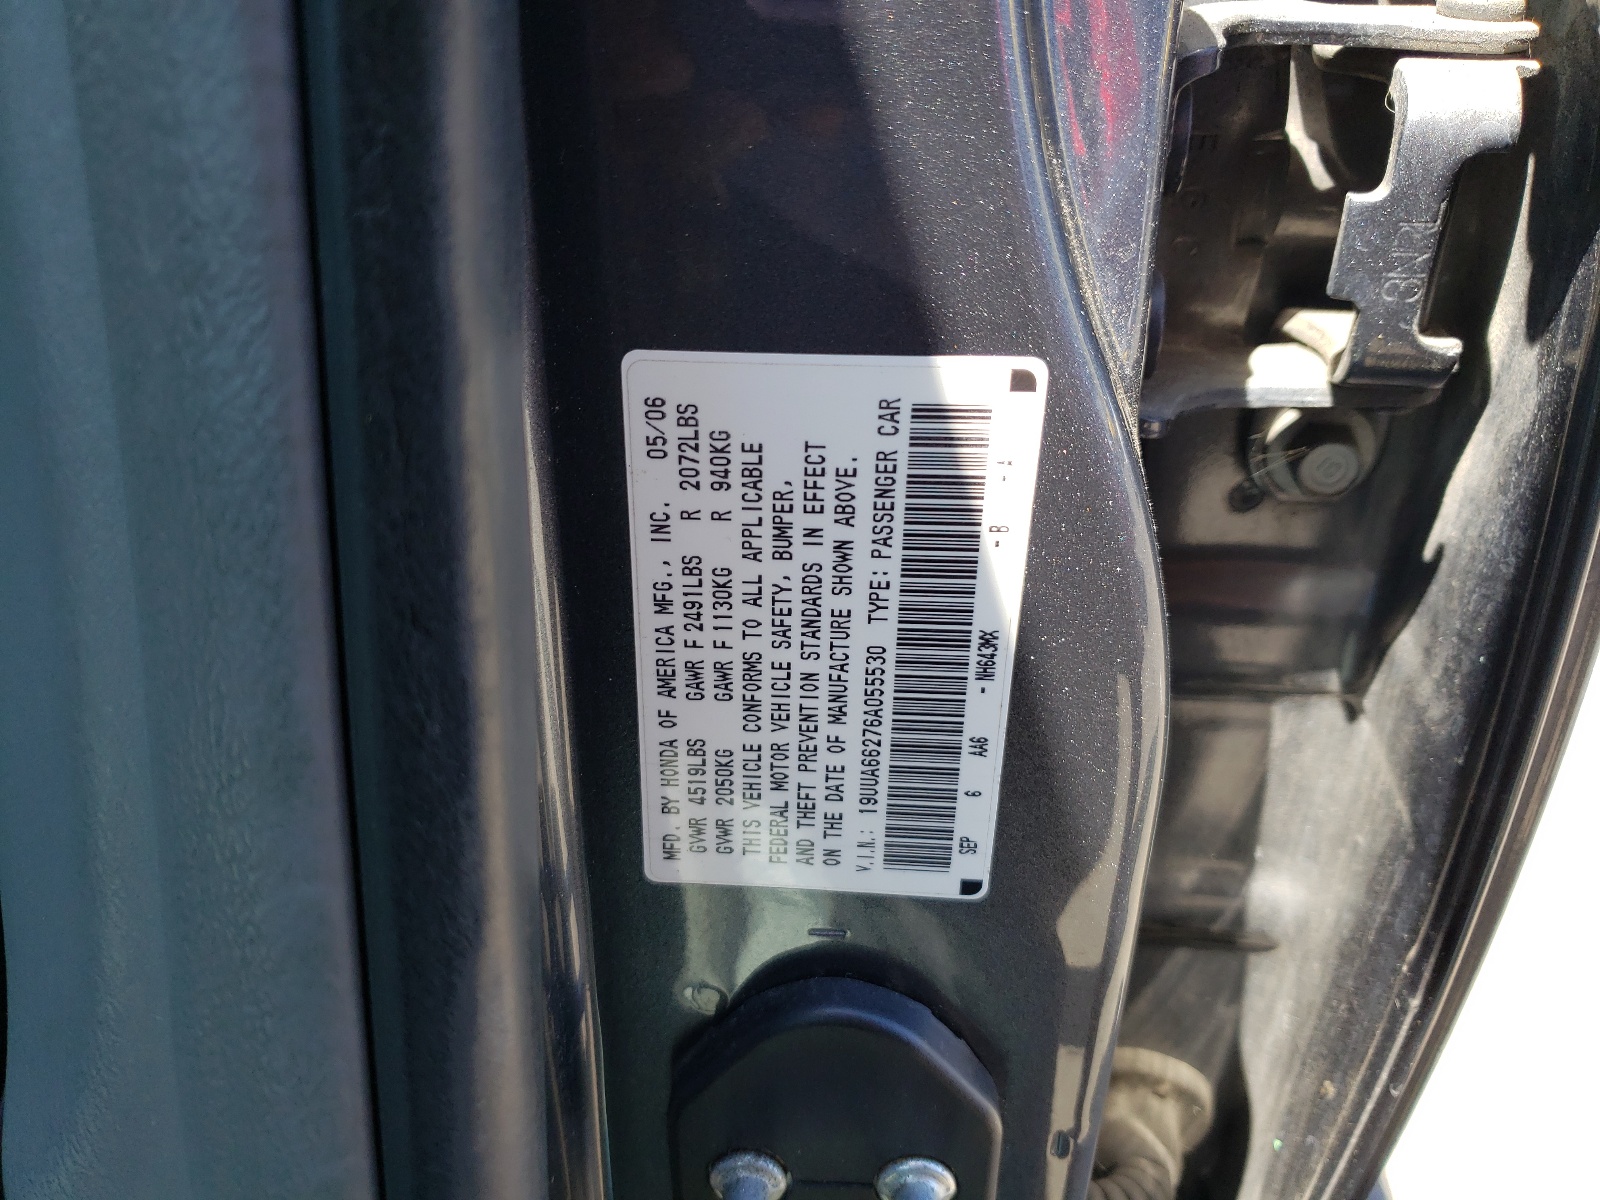 MFD. BY HONDA OF AMERICA MFG., INC. 05/06
GVWR 4519LBS GAWR F 2491LBS R 2072LBS
GVWR 2050KG GAWR F 1130KG R 940KG
THIS VEHICLE CONFORMS TO ALL APPLICABLE
FEDERAL MOTOR VEHICLE SAFETY, BUMPER,
AND THEFT PREVENTION STANDARDS IN EFFECT
ON THE DATE OF MANUFACTURE SHOWN ABOVE.
V.I.N.: 19UUA66276A055530 TYPE: PASSENGER CAR
SEP 6 AA6 - NH643MX - B - A
3NRL